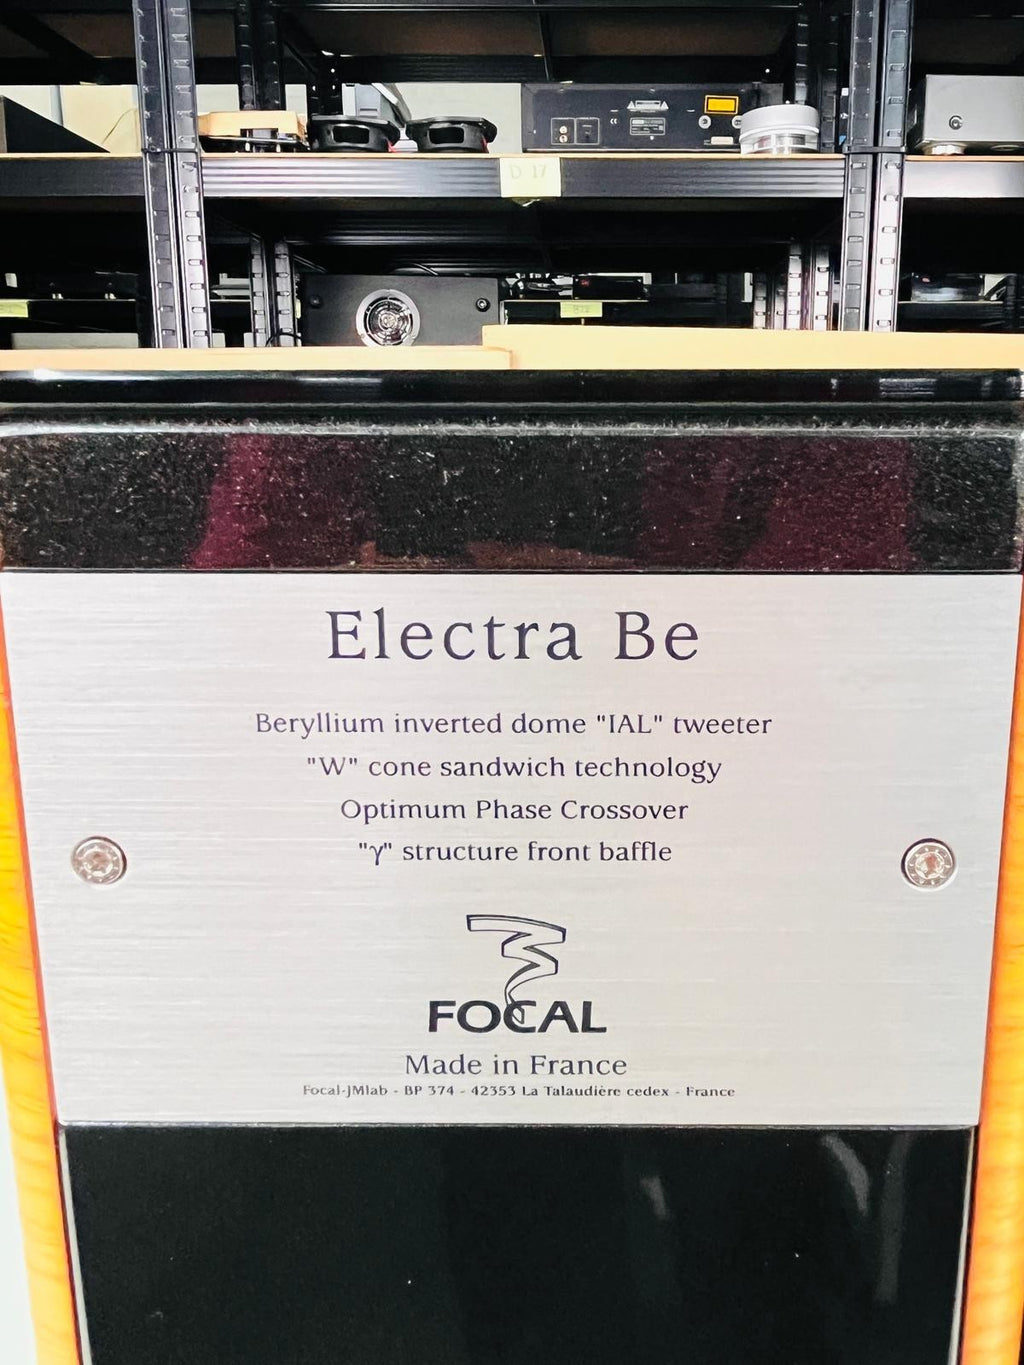 D 17
Electra Be
Beryllium inverted dome "IAL" tweeter
"W" cone sandwich technology
Optimum Phase Crossover
"γ" structure front baffle
FOCAL
Made in France
Focal-JMlab - BP 374 - 42353 La Talaudière cedex - France